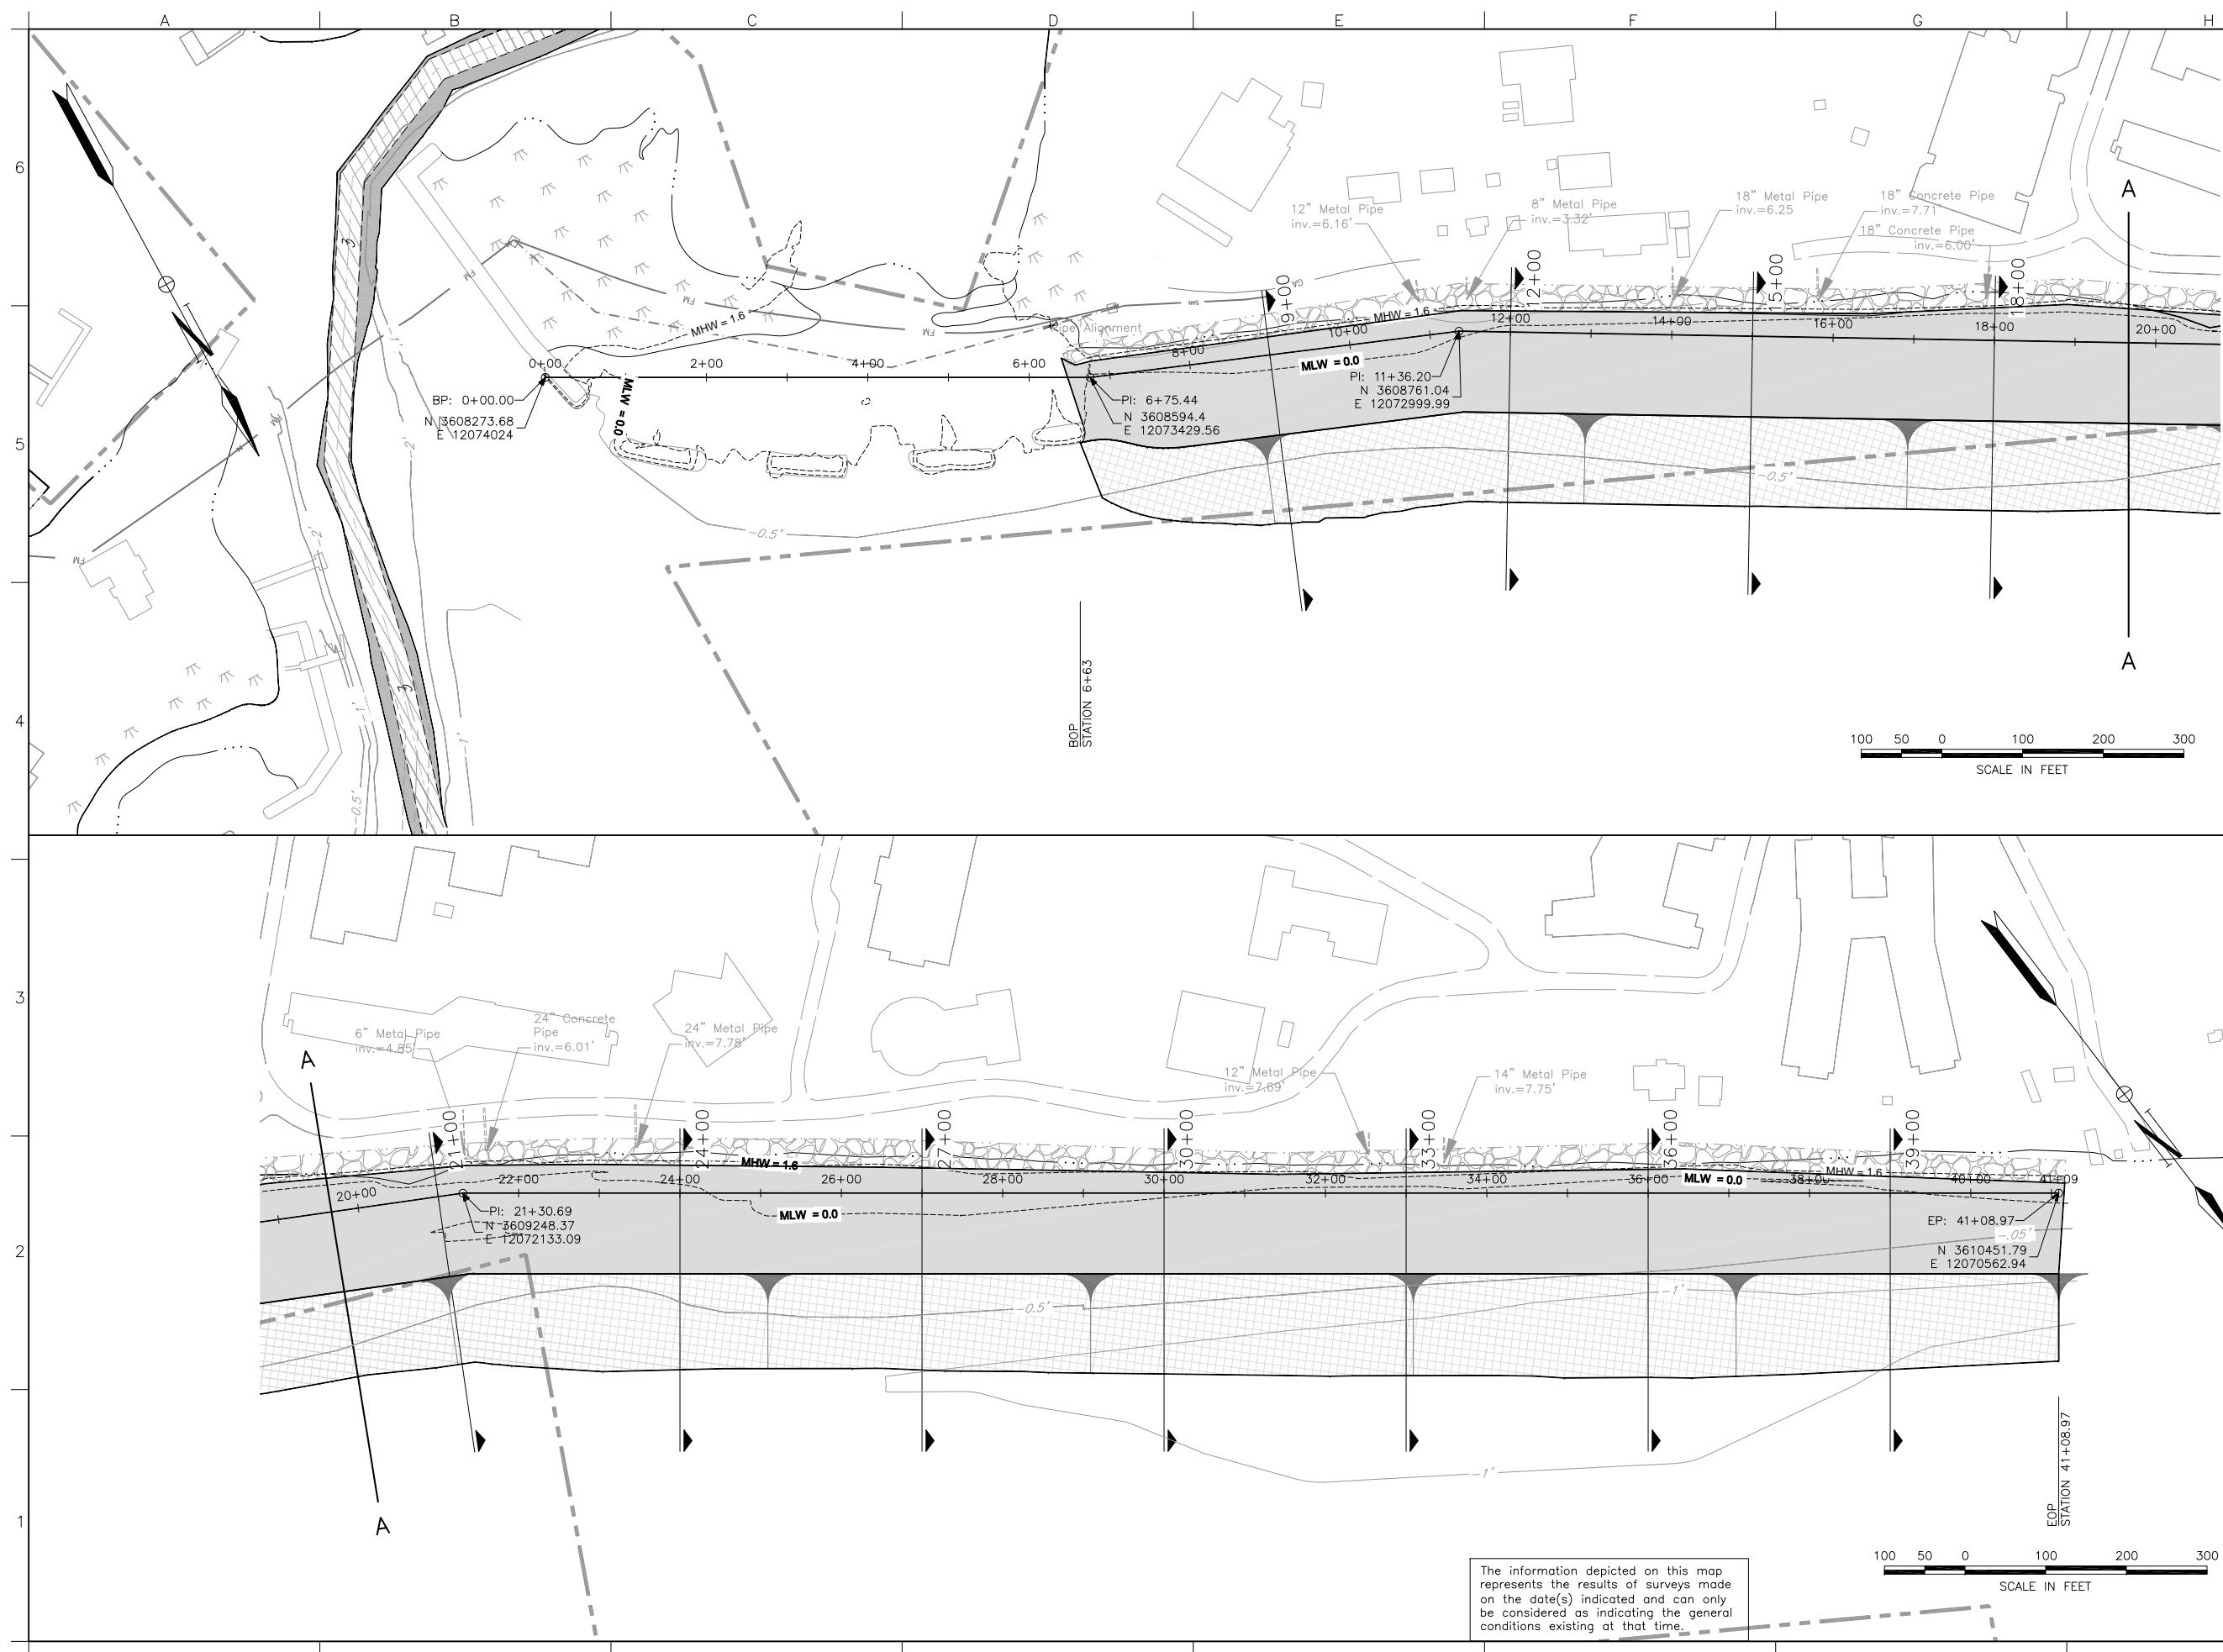 A B C D E F G H
6
5
4
3
2
1
12" Metal Pipe
inv.=6.16'
8" Metal Pipe
inv.=3.32'
18" Metal Pipe
inv.=6.25
18" Concrete Pipe
inv.=7.71'
18" Concrete Pipe
inv.=6.00'
A
9+00
12+00
15+00
18+00
FM
FM
FM
FM
SAN
MHW = 1.6
MHW = 1.6
Pipe Alignment
0+00
2+00
4+00
6+00
8+00
10+00
12+00
14+00
16+00
18+00
20+00
MLW = 0.0
MLW = 0.0
BP: 0+00.00
N 3608273.68
E 12074024
PI: 6+75.44
N 3608594.4
E 12073429.56
PI: 11+36.20
N 3608761.04
E 12072999.99
-0.5'
-0.5'
-2'
-2'
-1'
-1'
-0.5'
3
3
BOP
STATION 6+63
A
100 50 0 100 200 300
SCALE IN FEET
6" Metal Pipe
inv.=4.85'
24" Concrete
Pipe
inv.=6.01'
24" Metal Pipe
inv.=7.78'
12" Metal Pipe
inv.=7.69'
14" Metal Pipe
inv.=7.75'
A
21+00
24+00
27+00
30+00
33+00
36+00
39+00
MHW = 1.6
MHW = 1.6
20+00
22+00
24+00
26+00
28+00
30+00
32+00
34+00
36+00
38+00
40+00
41+09
MLW = 0.0
MLW = 0.0
PI: 21+30.69
N 3609248.37
E 12072133.09
EP: 41+08.97
-.05'
N 3610451.79
E 12070562.94
-0.5'
-1'
-1'
A
EOP
STATION 41+08.97
100 50 0 100 200 300
SCALE IN FEET
The information depicted on this map
represents the results of surveys made
on the date(s) indicated and can only
be considered as indicating the general
conditions existing at that time.